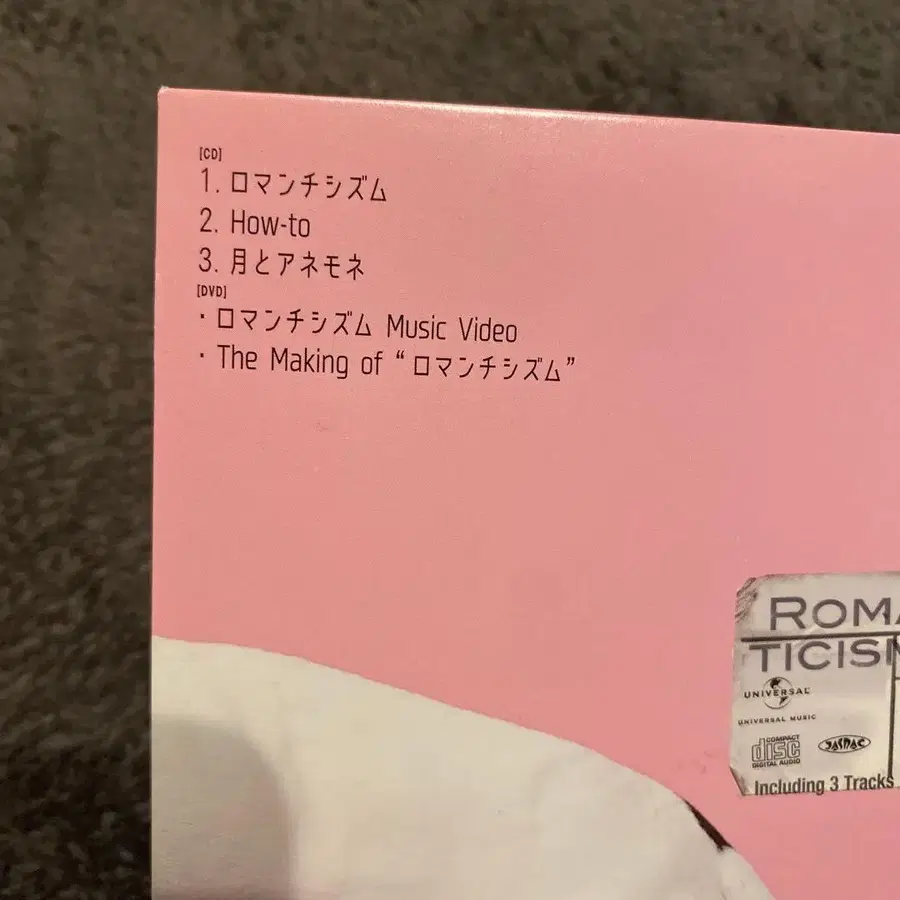 [CD]
1. ロマンチシズム
2. How-to
3. 月とアネモネ
[DVD]
・ロマンチシズム Music Video
・The Making of “ロマンチシズム”
ROMA
TICIS
UNIVERSAL
UNIVERSAL MUSIC
COMPACT
disc
DIGITAL AUDIO
JASRAC
Including 3 Tracks